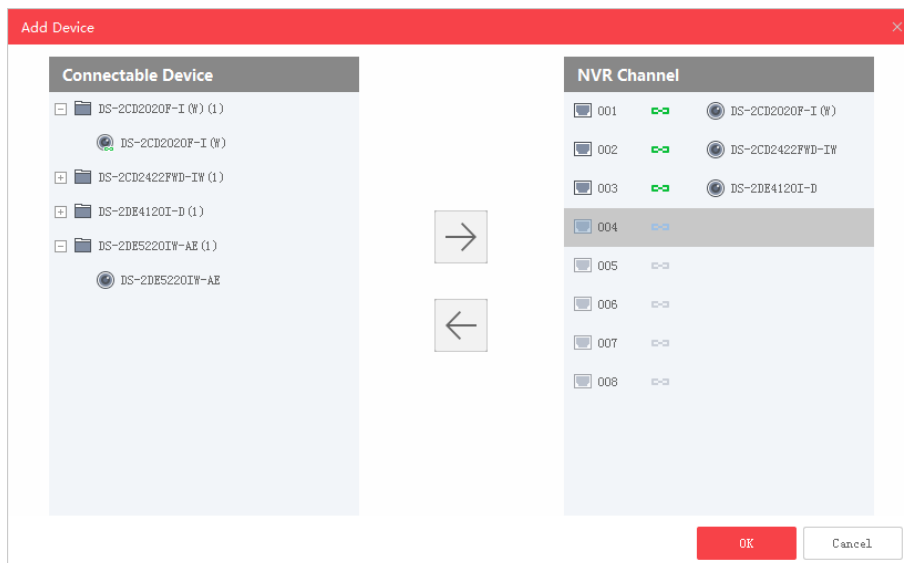 Add Device
Connectable Device
DS-2CD2020F-I(W)(1)
DS-2CD2020F-I(W)
DS-2CD2422FWD-IW(1)
DS-2DE4120I-D(1)
DS-2DE5220IW-AE(1)
DS-2DE5220IW-AE
NVR Channel
001 DS-2CD2020F-I(W)
002 DS-2CD2422FWD-IW
003 DS-2DE4120I-D
004
005
006
007
008
OK Cancel